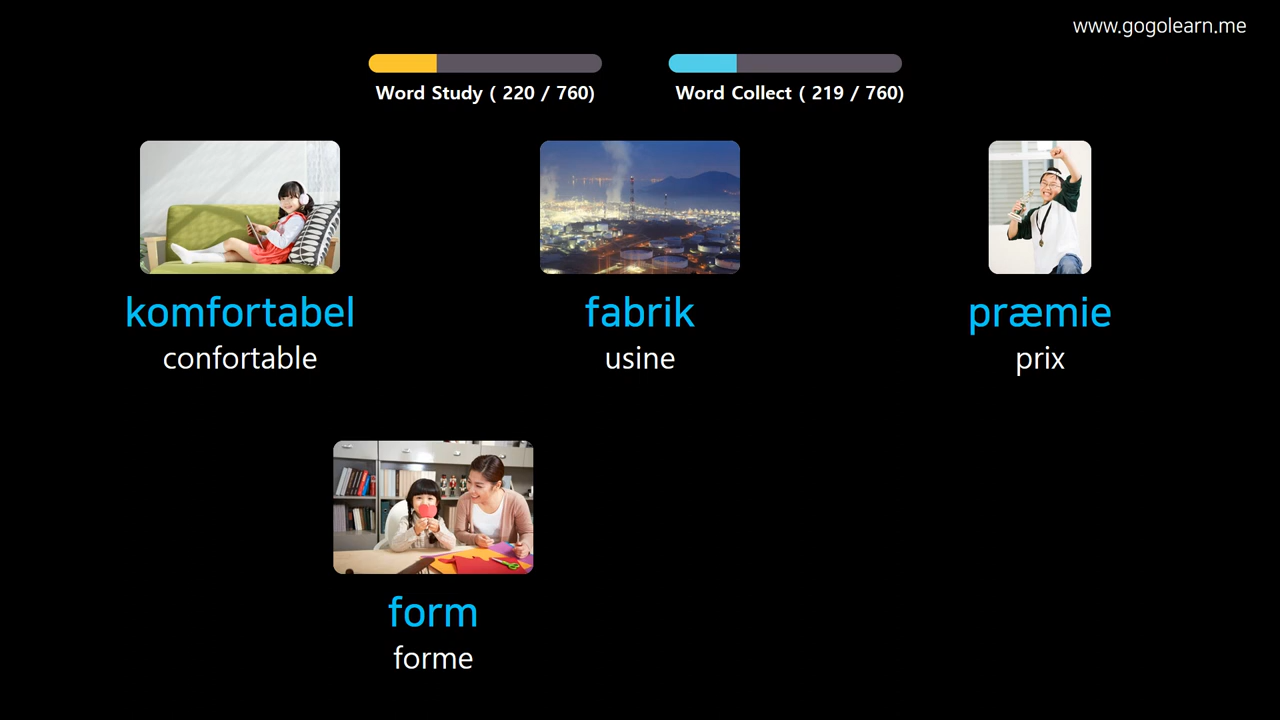 www.gogolearn.me
Word Study ( 220 / 760)
Word Collect ( 219 / 760)
komfortabel
confortable
fabrik
usine
præmie
prix
form
forme